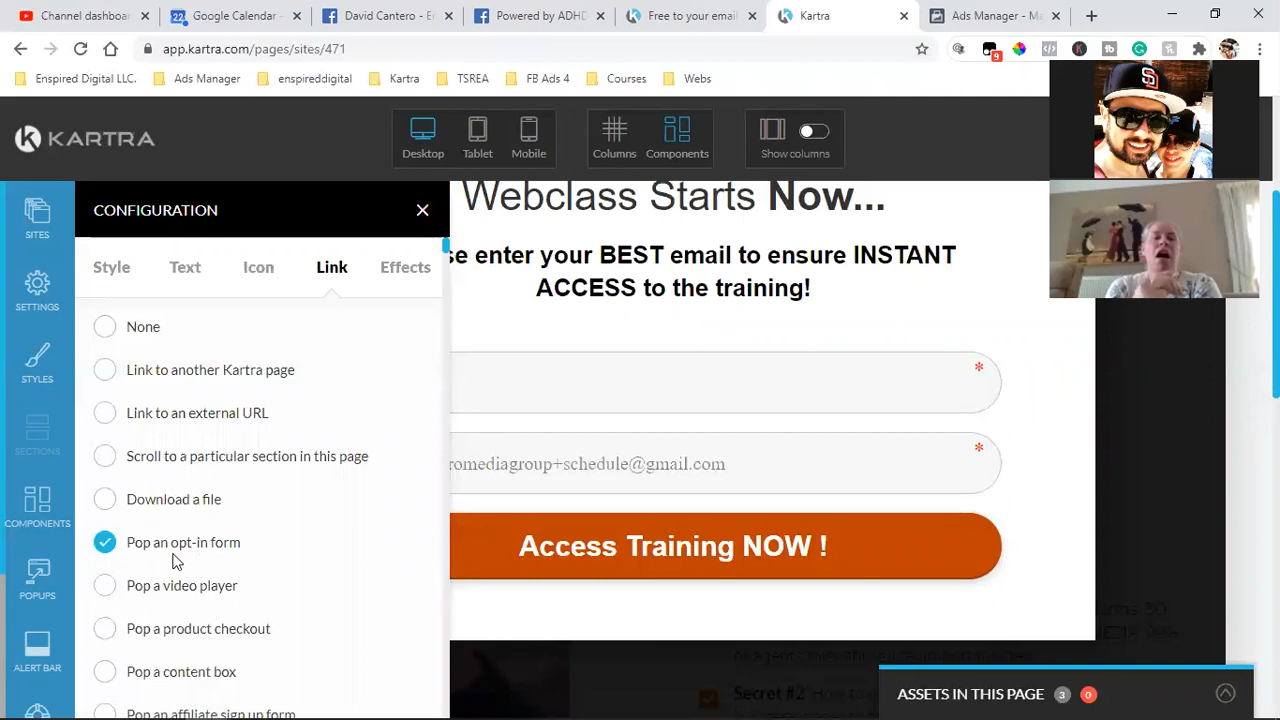 Channel dashboard
Google Calendar -
David Cantero - E
Powered by ADHD
Free to your email
Kartra
Ads Manager - M
app.kartra.com/pages/sites/471
9
Enspired Digital LLC.
Ads Manager
enspireddigital
Kartra
TSREA
FB Ads 4
Courses
Webs
KARTRA
Desktop
Tablet
Mobile
Columns
Components
Show columns
SITES
SETTINGS
STYLES
SECTIONS
COMPONENTS
POPUPS
ALERT BAR
CONFIGURATION
Style
Text
Icon
Link
Effects
None
Link to another Kartra page
Link to an external URL
Scroll to a particular section in this page
Download a file
Pop an opt-in form
Pop a video player
Pop a product checkout
Pop a content box
Pop an affiliate sign up form
Webclass Starts Now...
se enter your BEST email to ensure INSTANT
ACCESS to the training!
*
romediagroup+schedule@gmail.com
*
Access Training NOW !
Secret #2
ASSETS IN THIS PAGE 3 0